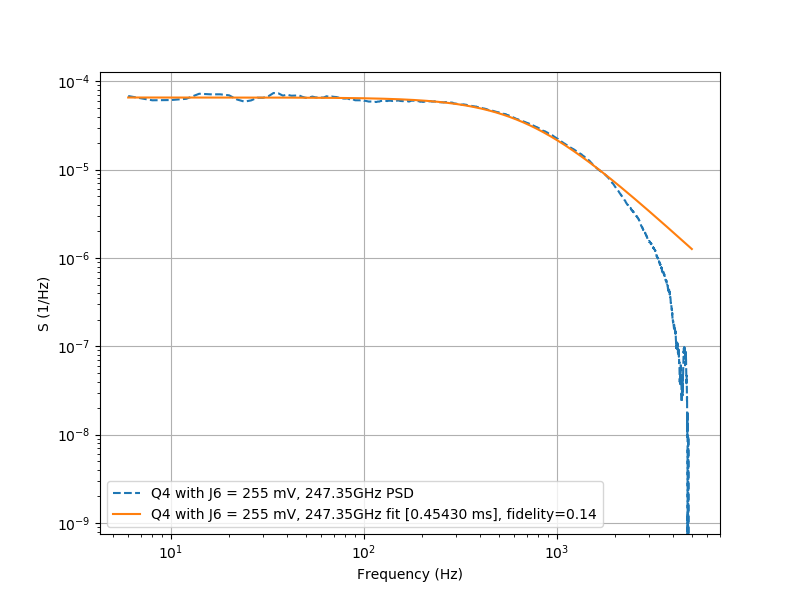 10⁻⁴
10⁻⁵
10⁻⁶
10⁻⁷
10⁻⁸
10⁻⁹
S (1/Hz)
Q4 with J6 = 255 mV, 247.35GHz PSD
Q4 with J6 = 255 mV, 247.35GHz fit [0.45430 ms], fidelity=0.14
10¹ 10² 10³
Frequency (Hz)